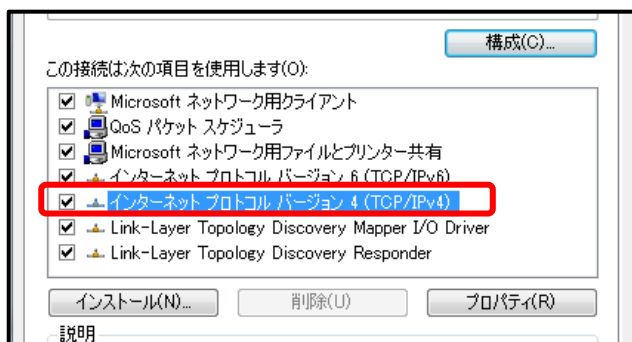 構成(C)...
この接続は次の項目を使用します(O):
Microsoft ネットワーク用クライアント
QoS パケット スケジューラ
Microsoft ネットワーク用ファイルとプリンター共有
インターネット プロトコル バージョン 6 (TCP/IPv6)
インターネット プロトコル バージョン 4 (TCP/IPv4)
Link-Layer Topology Discovery Mapper I/O Driver
Link-Layer Topology Discovery Responder
インストール(N)... 削除(U) プロパティ(R)
説明